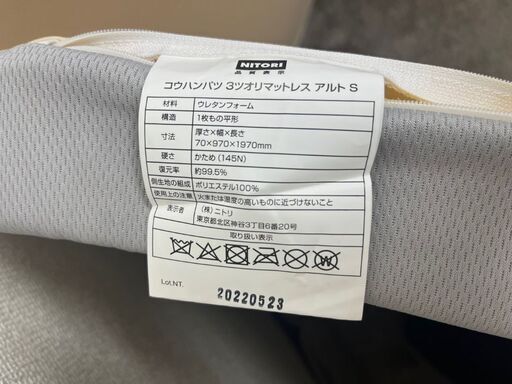 NITORI
品質表示
コウハンパツ 3ツオリマットレス アルト S
材料 ウレタンフォーム
構造 1枚もの平形
寸法 厚さ×幅×長さ
70×970×1970mm
硬さ かため(145N)
復元率 約99.5%
側生地の組成 ポリエステル100%
使用上の注意 火または温度の高いものに近づけないこと
表示者 (株)ニトリ
東京都北区神谷3丁目6番20号
取り扱い表示
Lot.NT.
20220523